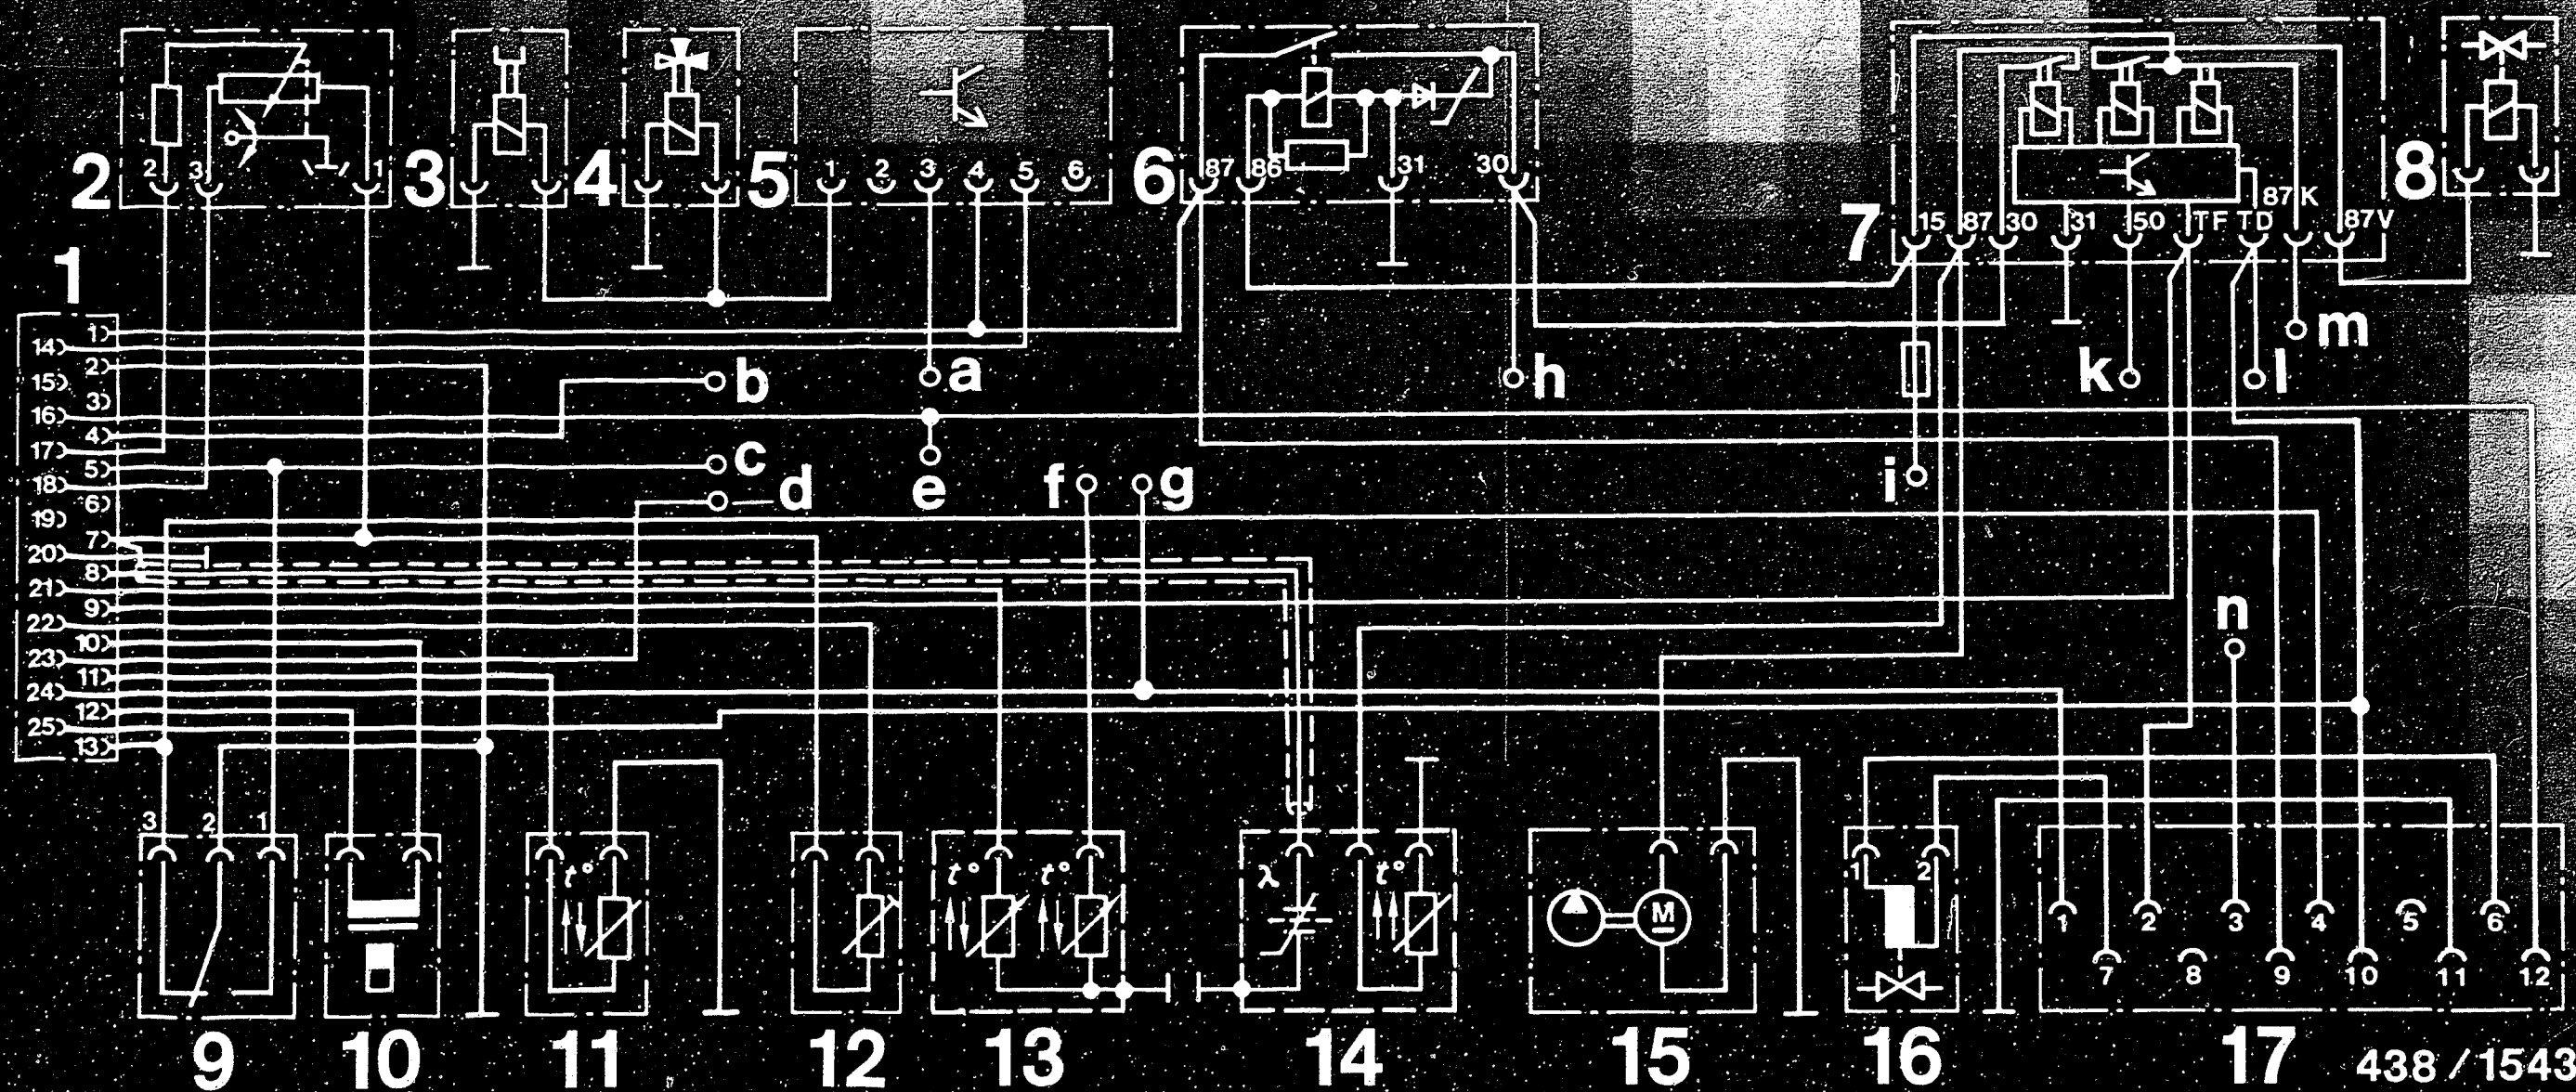 2 3 1
2
3
4
1 2 3 4 5 6
5
87 86 31 30
6
15 87 30 31 50 TF TD 87K 87V
7
8
1
1
14
2
15
3
16
4
17
5
18
6
19
7
20
8
21
9
22
10
23
11
24
12
25
13
a
b
c
d
e
f
g
h
i
k
l
m
n
3 2 1
t°
t° t°
λ t°
M
1 2
1 2 3 4 5 6
7 8 9 10 11 12
9 10 11 12 13 14 15 16 17
438/1543